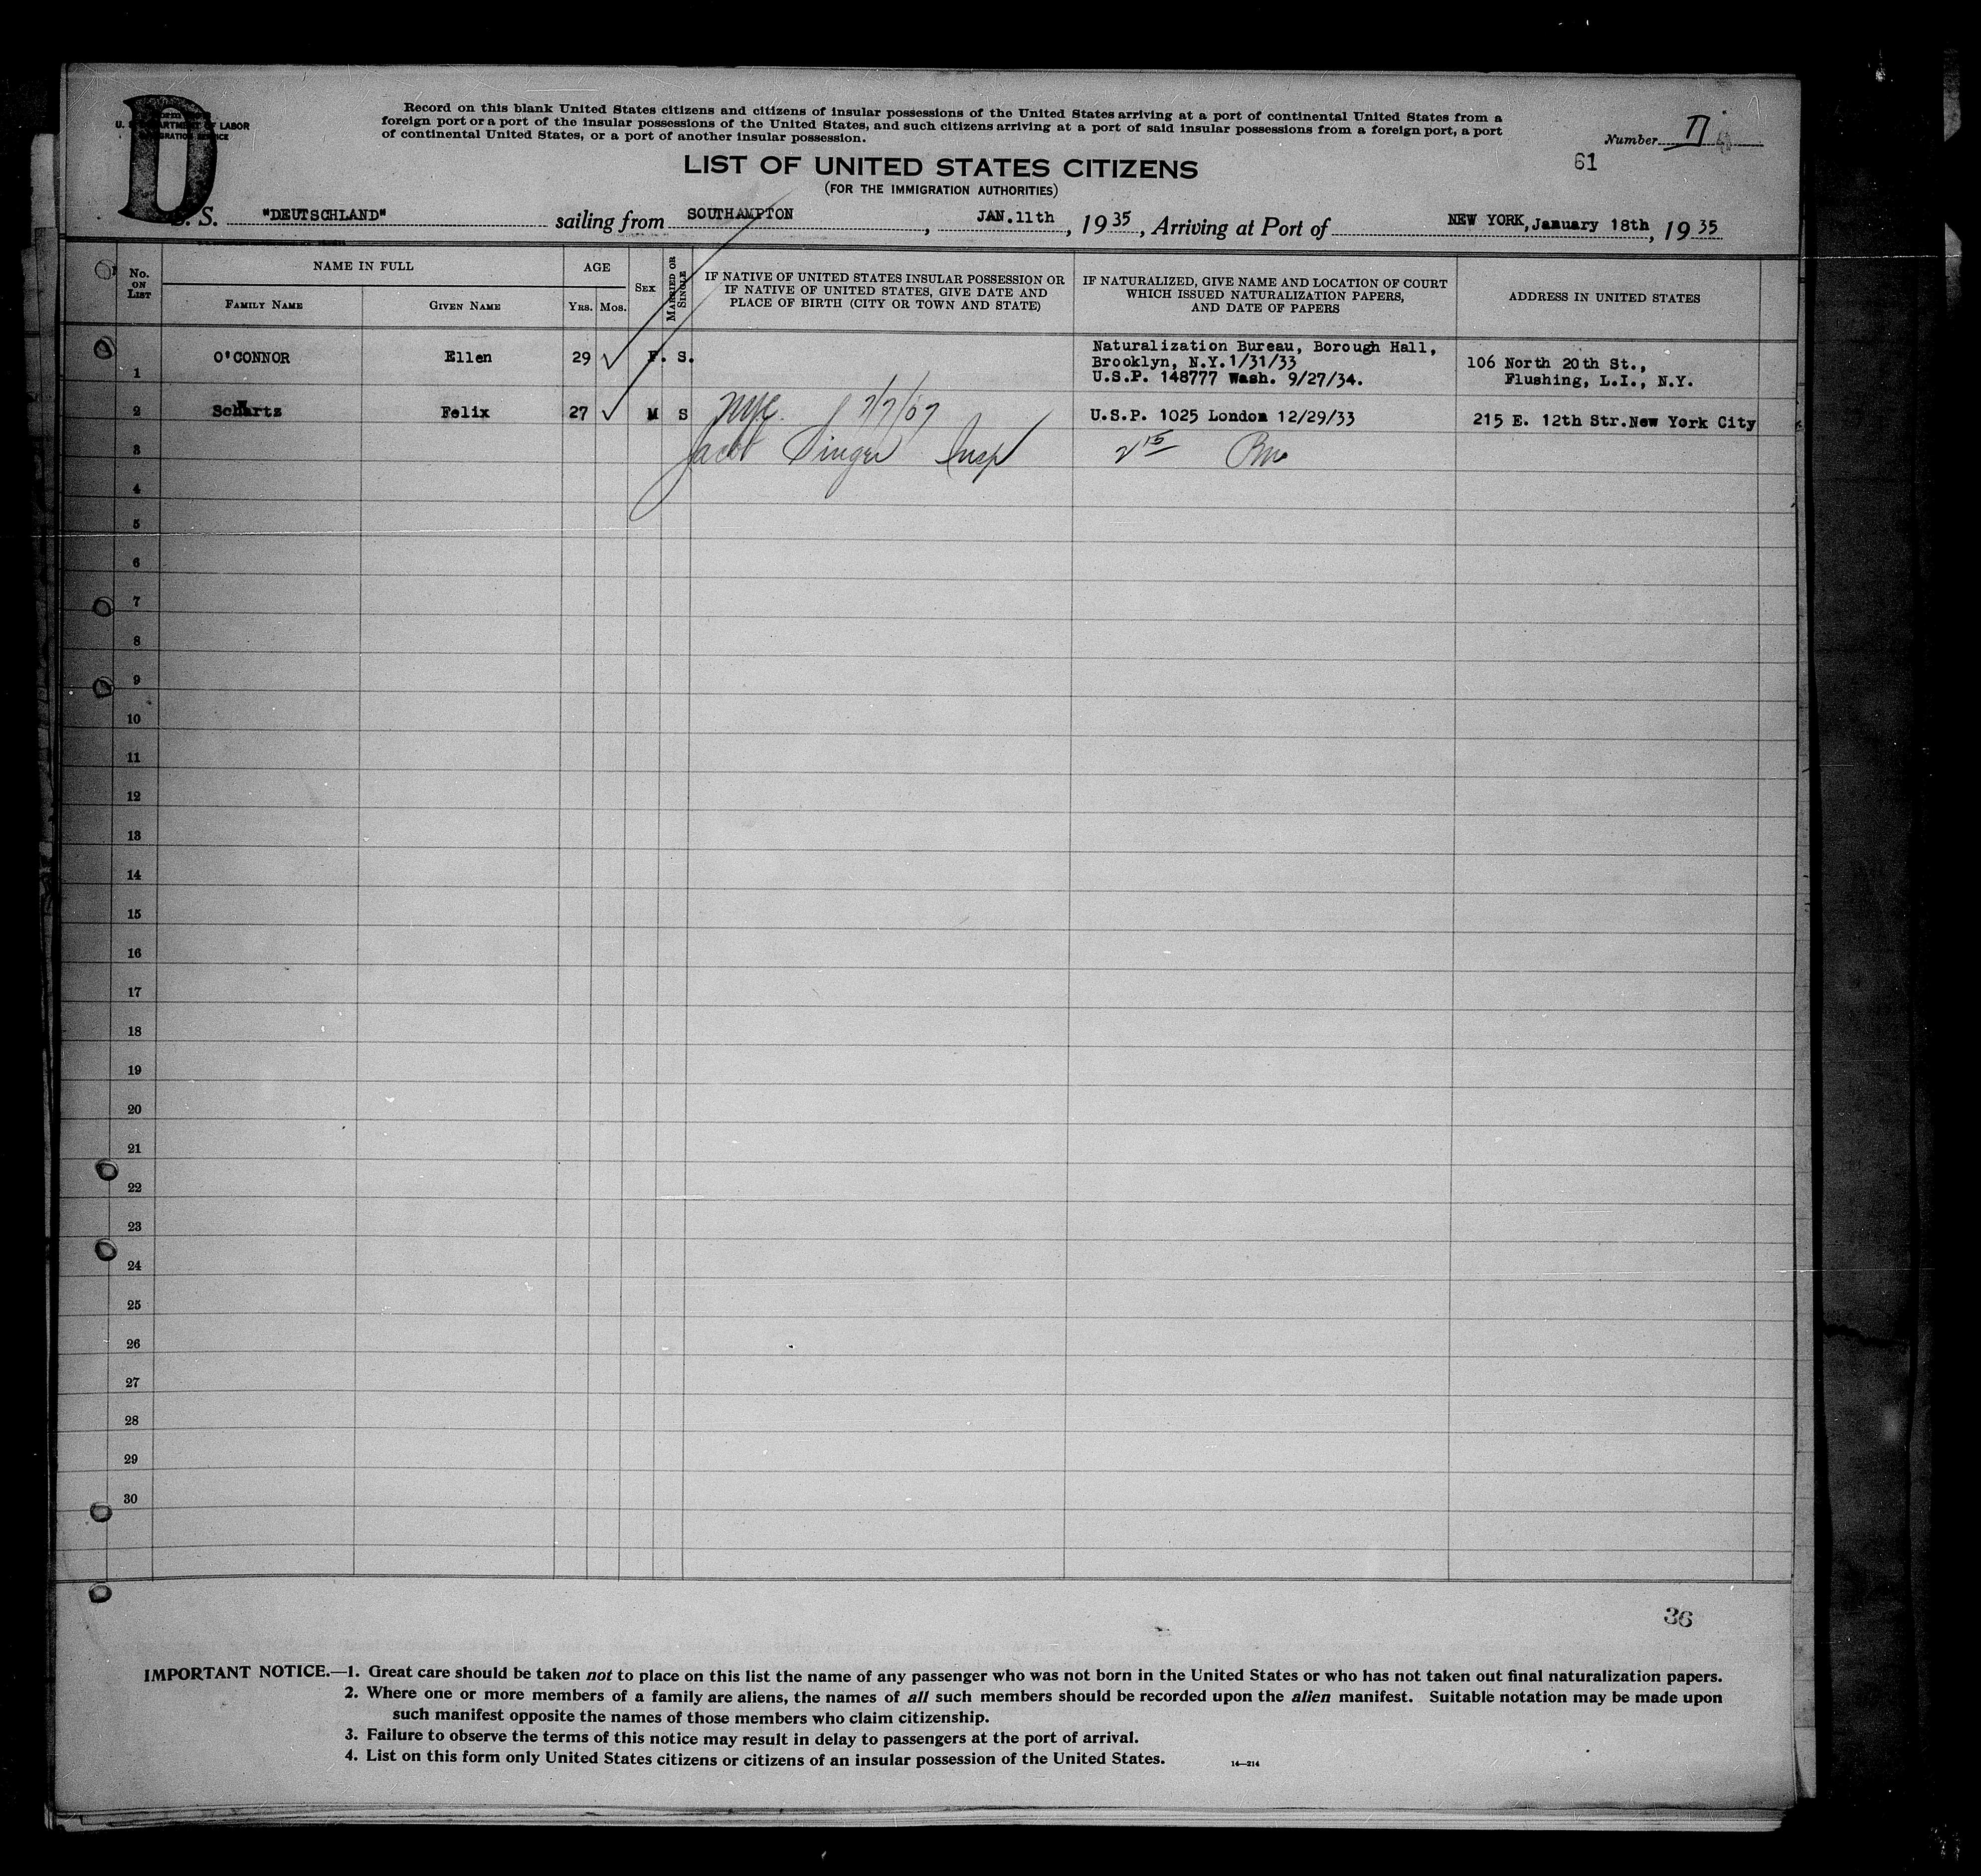 D
U. S. DEPARTMENT OF LABOR
IMMIGRATION SERVICE
Record on this blank United States citizens and citizens of insular possessions of the United States arriving at a port of continental United States from a
foreign port or a port of the insular possessions of the United States, and such citizens arriving at a port of said insular possessions from a foreign port, a port
of continental United States, or a port of another insular possession.
Number
61
LIST OF UNITED STATES CITIZENS
(FOR THE IMMIGRATION AUTHORITIES)
S. S. "DEUTSCHLAND" sailing from SOUTHAMPTON, JAN.11th, 1935, Arriving at Port of NEW YORK, January 18th, 1935
No. ON LIST
NAME IN FULL
FAMILY NAME
GIVEN NAME
AGE
YRS. MOS.
SEX
MARRIED OR SINGLE
IF NATIVE OF UNITED STATES INSULAR POSSESSION OR
IF NATIVE OF UNITED STATES, GIVE DATE AND
PLACE OF BIRTH (CITY OR TOWN AND STATE)
IF NATURALIZED, GIVE NAME AND LOCATION OF COURT
WHICH ISSUED NATURALIZATION PAPERS,
AND DATE OF PAPERS
ADDRESS IN UNITED STATES
1 O'CONNOR Ellen 29 F. S.
Naturalization Bureau, Borough Hall,
Brooklyn, N.Y. 1/31/33
U.S.P. 148777 Wash. 9/27/34.
106 North 20th St.,
Flushing, L.I., N.Y.
2 Schwartz Felix 27 M S NYC. 7/7/07 U.S.P. 1025 London 12/29/33 215 E. 12th Str. New York City
3 Jacob Singer Insp
4
5
6
7
8
9
10
11
12
13
14
15
16
17
18
19
20
21
22
23
24
25
26
27
28
29
30
36
IMPORTANT NOTICE.—1. Great care should be taken not to place on this list the name of any passenger who was not born in the United States or who has not taken out final naturalization papers.
2. Where one or more members of a family are aliens, the names of all such members should be recorded upon the alien manifest. Suitable notation may be made upon
such manifest opposite the names of those members who claim citizenship.
3. Failure to observe the terms of this notice may result in delay to passengers at the port of arrival.
4. List on this form only United States citizens or citizens of an insular possession of the United States.
14—214